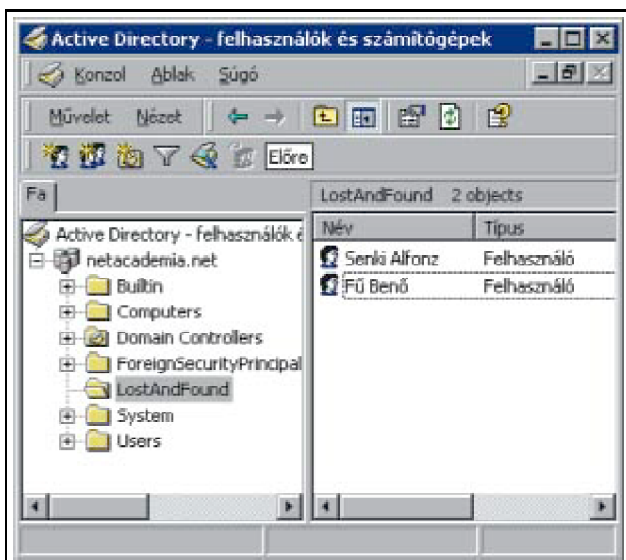 Active Directory - felhasználók és számítógépek
Konzol Ablak Súgó
Művelet Nézet
Előre
Fa
LostAndFound 2 objects
Active Directory - felhasználók é
netacademia.net
Builtin
Computers
Domain Controllers
ForeignSecurityPrincipal
LostAndFound
System
Users
Név Típus
Senki Alfonz Felhasználó
Fű Benő Felhasználó